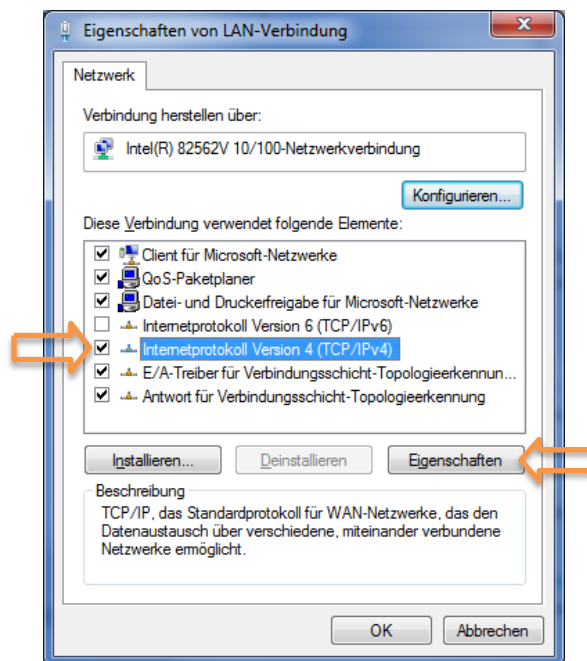 Eigenschaften von LAN-Verbindung
Netzwerk
Verbindung herstellen über:
Intel(R) 82562V 10/100-Netzwerkverbindung
Konfigurieren...
Diese Verbindung verwendet folgende Elemente:
Client für Microsoft-Netzwerke
QoS-Paketplaner
Datei- und Druckerfreigabe für Microsoft-Netzwerke
Internetprotokoll Version 6 (TCP/IPv6)
Internetprotokoll Version 4 (TCP/IPv4)
E/A-Treiber für Verbindungsschicht-Topologieerkennun...
Antwort für Verbindungsschicht-Topologieerkennung
Installieren... Deinstallieren Eigenschaften
Beschreibung
TCP/IP, das Standardprotokoll für WAN-Netzwerke, das den
Datenaustausch über verschiedene, miteinander verbundene
Netzwerke ermöglicht.
OK Abbrechen